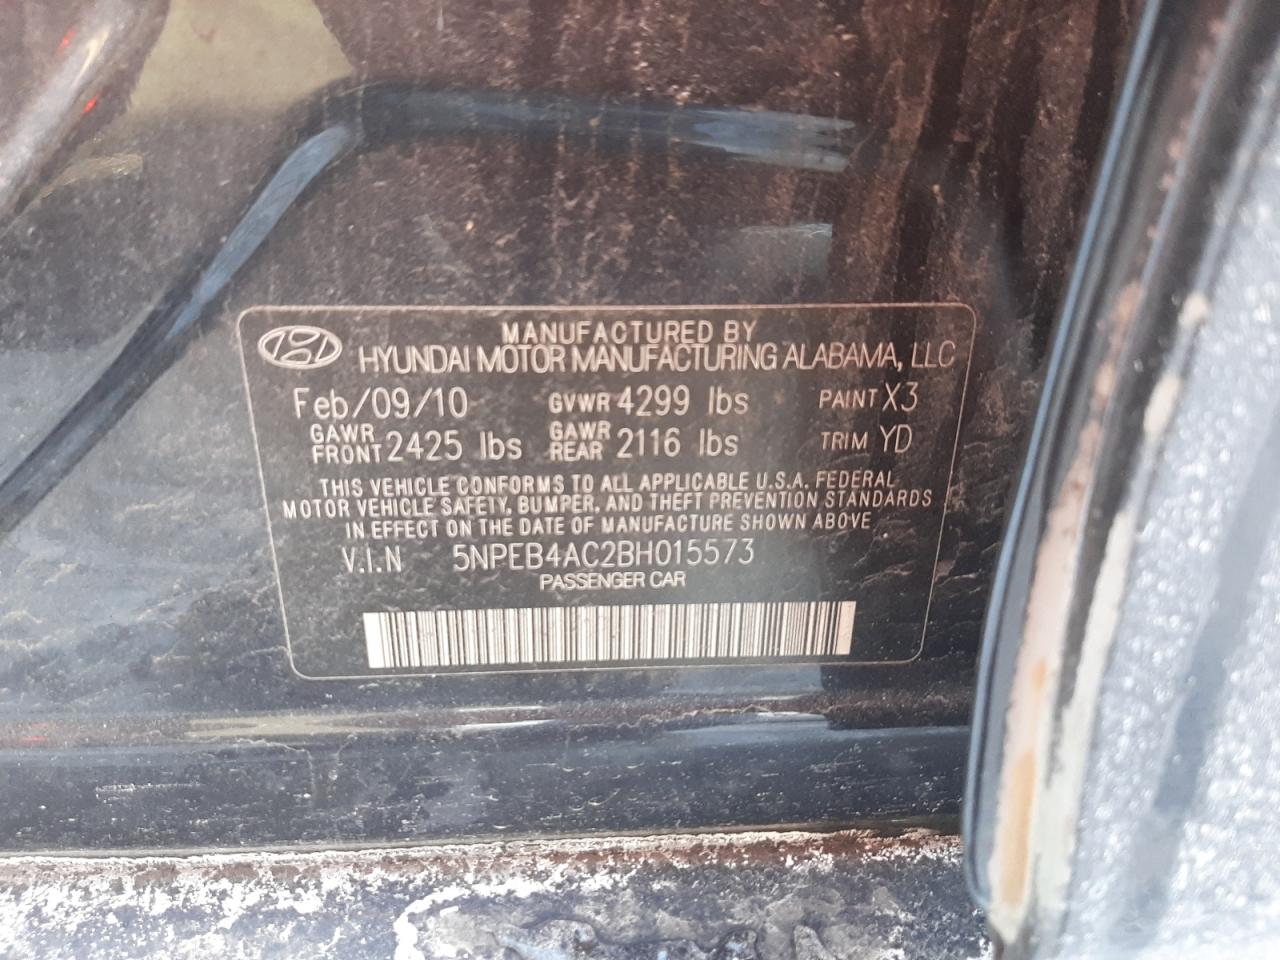 MANUFACTURED BY
HYUNDAI MOTOR MANUFACTURING ALABAMA, LLC
Feb/09/10 GVWR 4299 lbs PAINT X3
GAWR FRONT 2425 lbs GAWR REAR 2116 lbs TRIM YD
THIS VEHICLE CONFORMS TO ALL APPLICABLE U.S.A. FEDERAL
MOTOR VEHICLE SAFETY, BUMPER, AND THEFT PREVENTION STANDARDS
IN EFFECT ON THE DATE OF MANUFACTURE SHOWN ABOVE
V.I.N 5NPEB4AC2BH015573
PASSENGER CAR